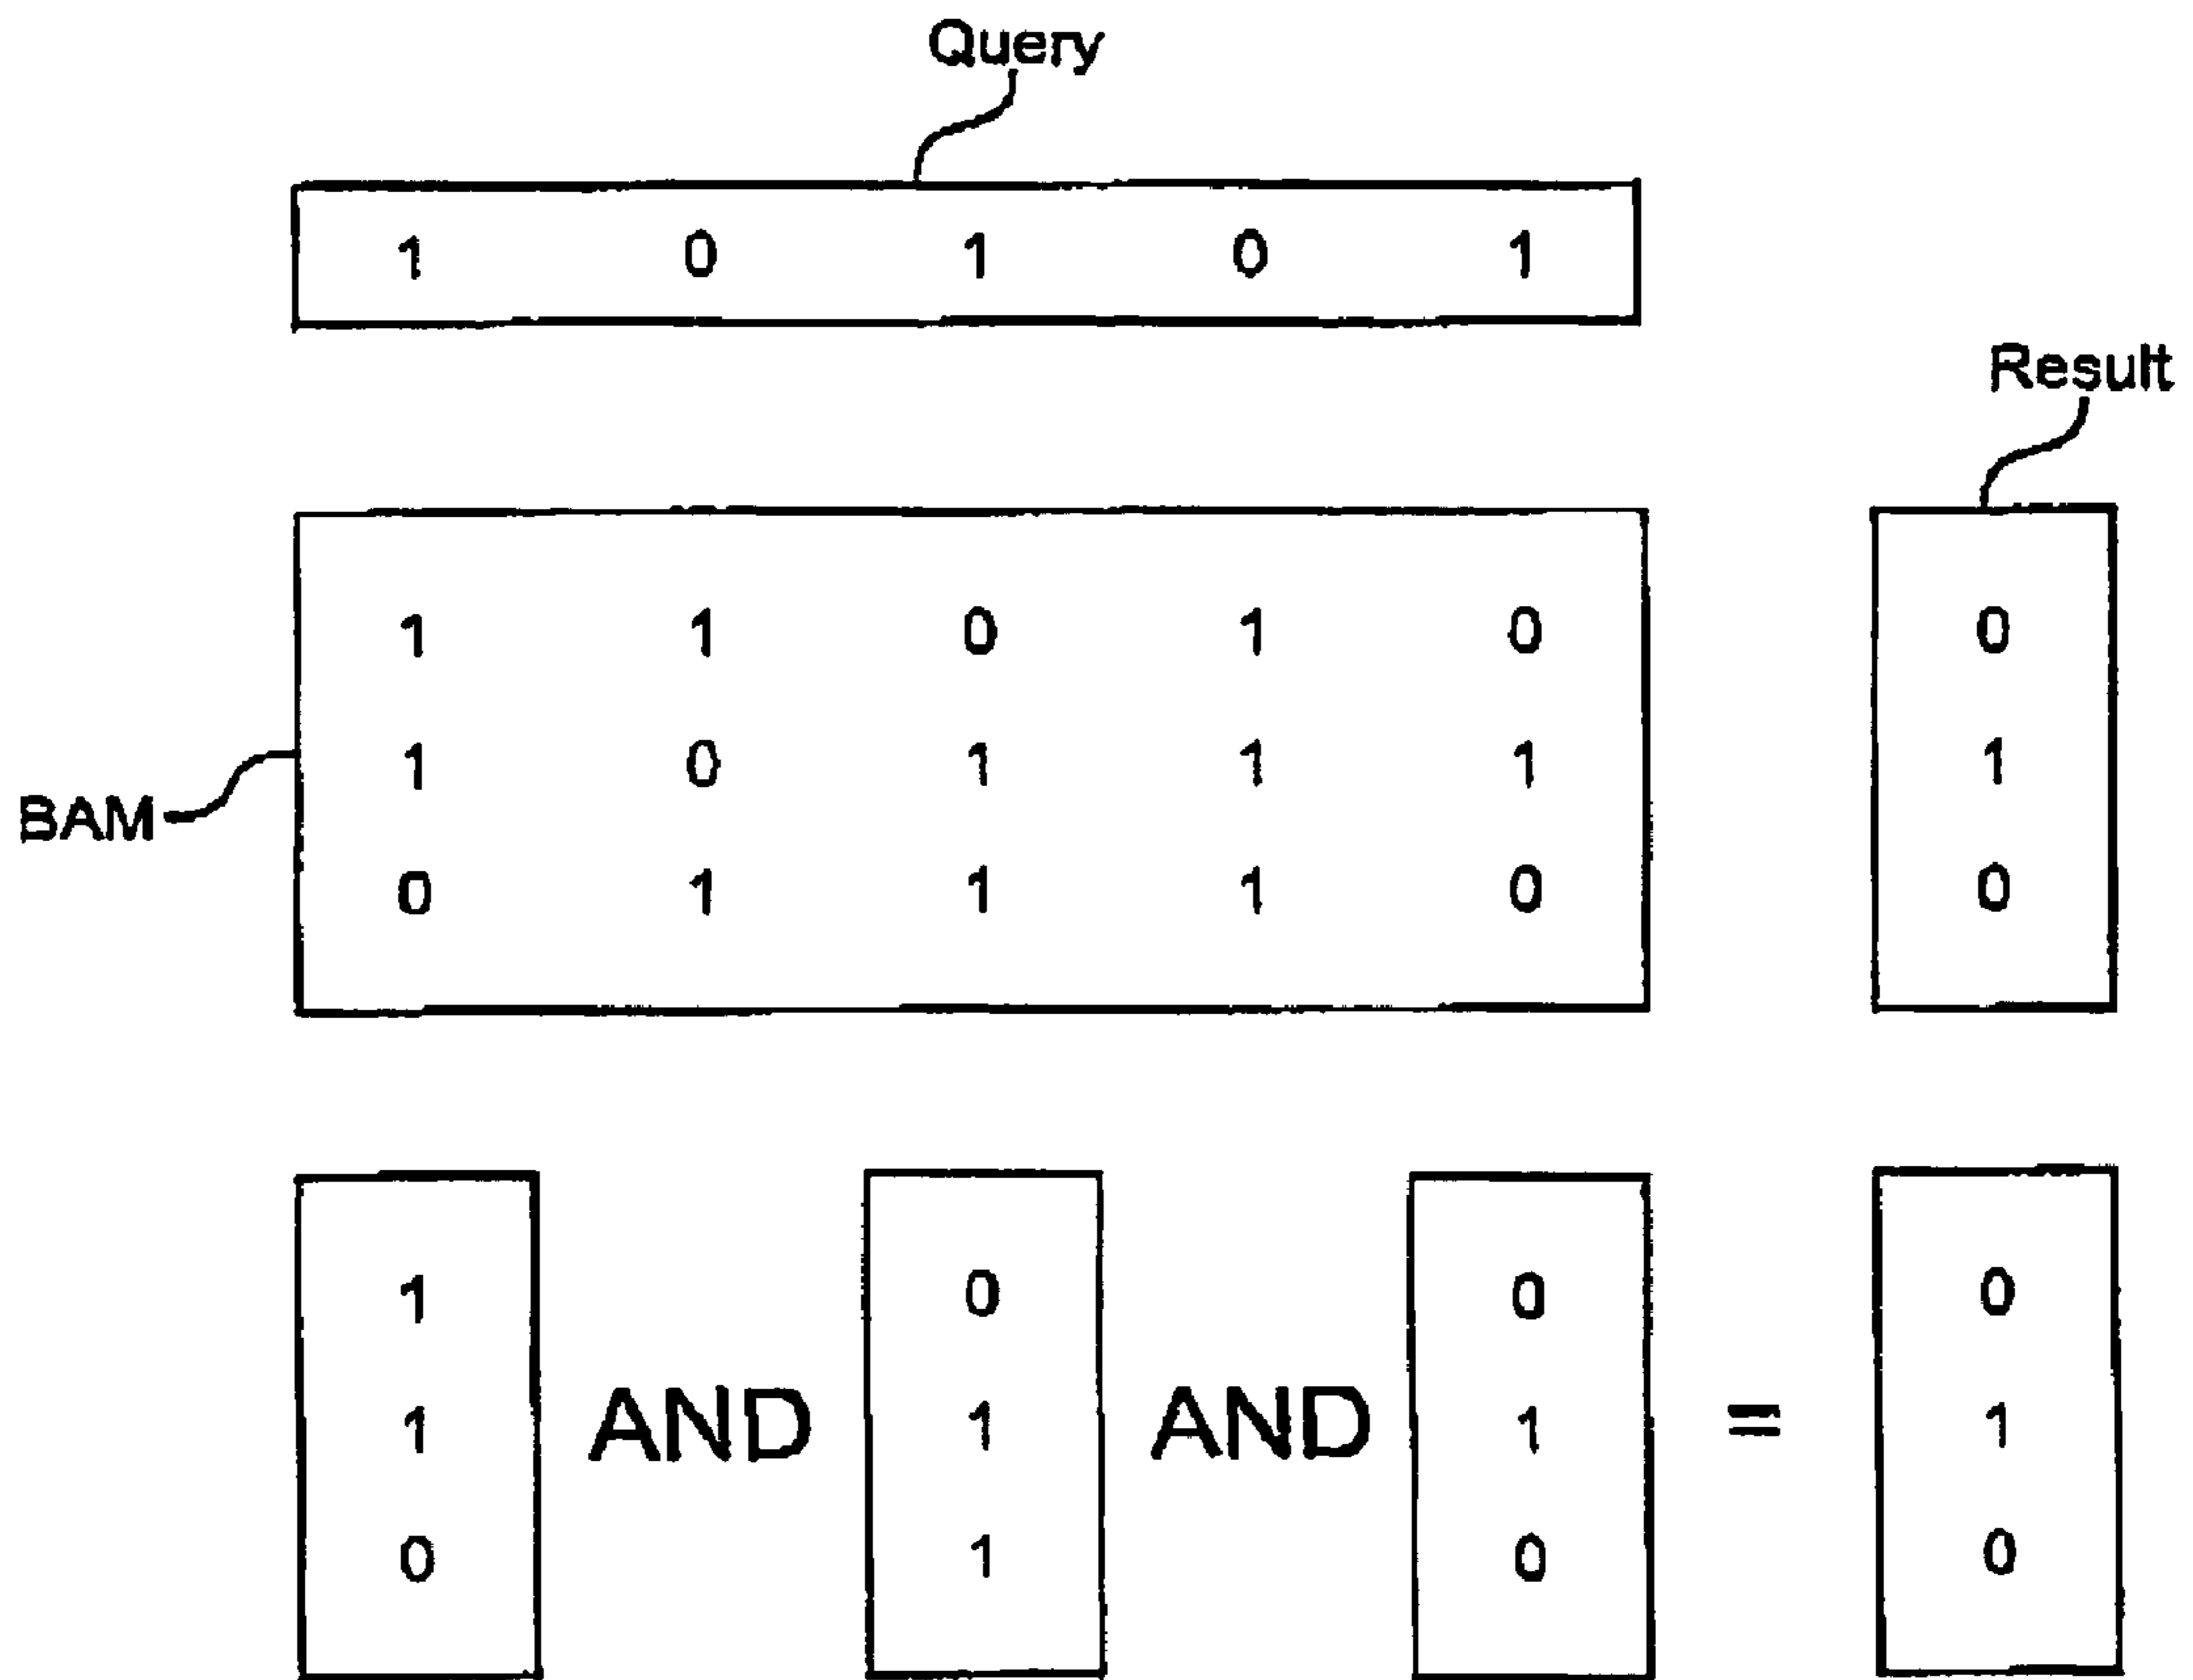 Query
1 0 1 0 1
Result
1 1 0 1 0 0
BAM 1 0 1 1 1 1
0 1 1 1 0 0
1 0 0 0
1 AND 1 AND 1 = 1
0 1 0 0